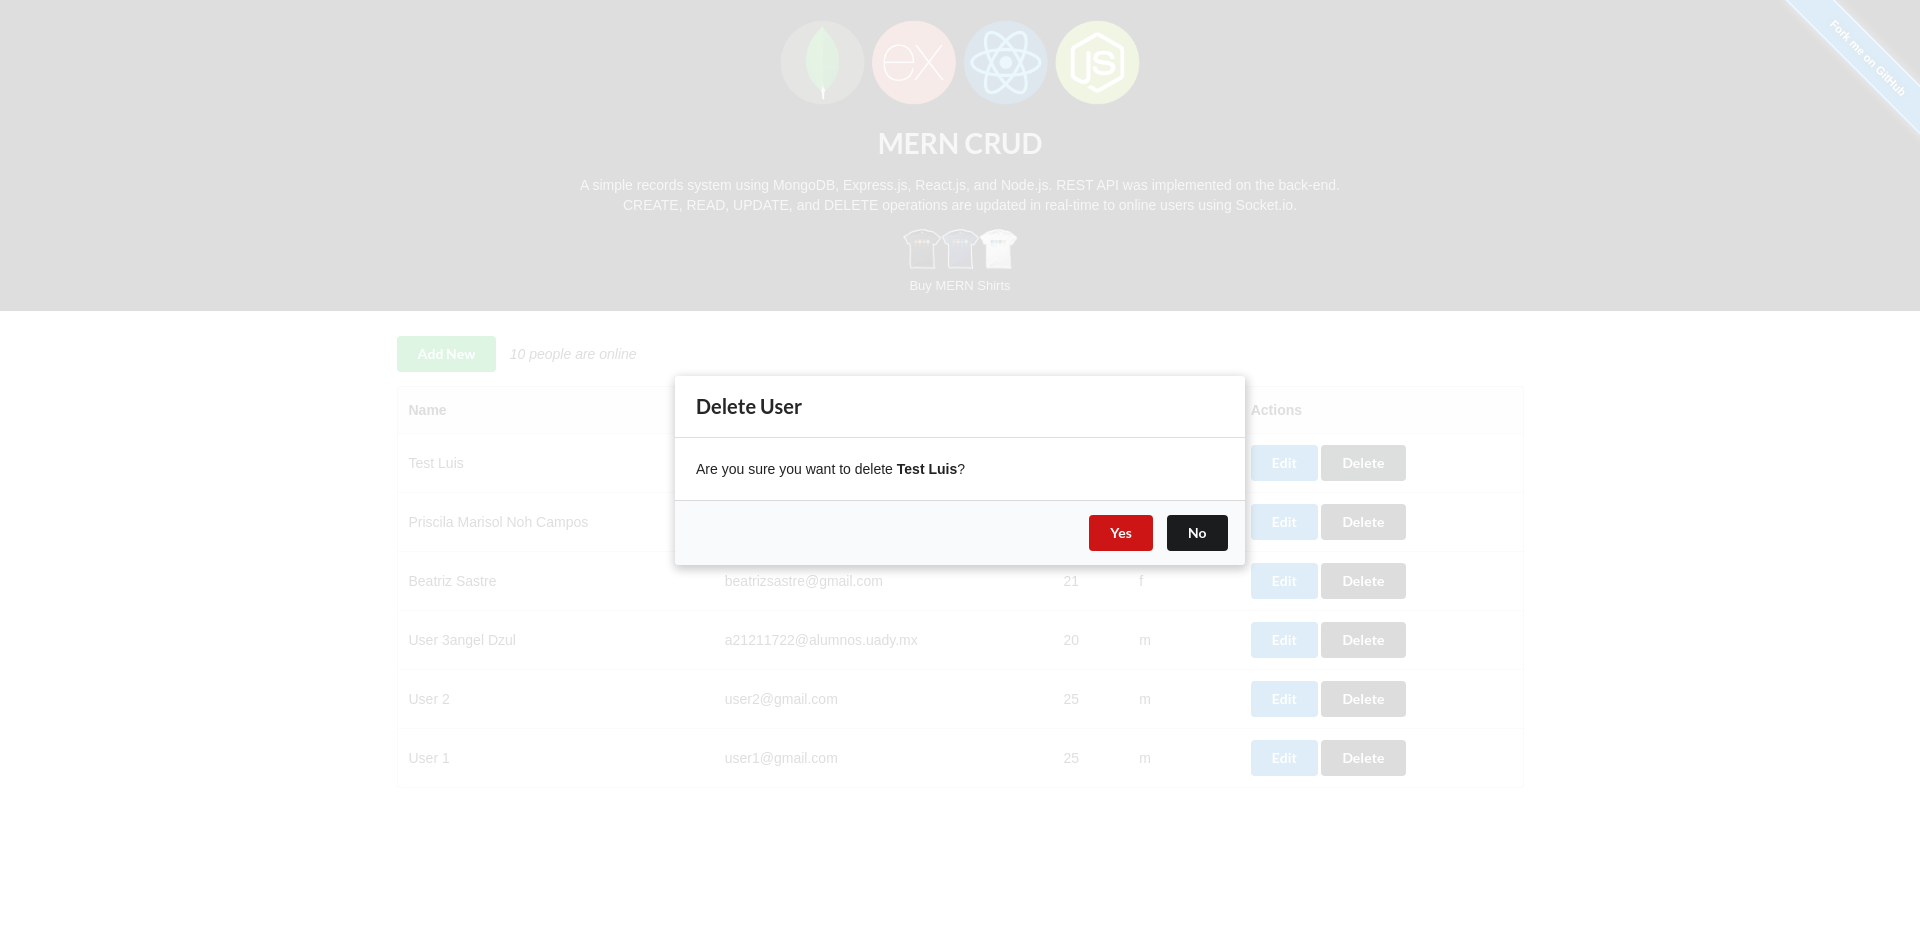 Fork me on GitHub
ex
JS
MERN CRUD
A simple records system using MongoDB, Express.js, React.js, and Node.js. REST API was implemented on the back-end.
CREATE, READ, UPDATE, and DELETE operations are updated in real-time to online users using Socket.io.
Buy MERN Shirts
Add New 10 people are online
Name Actions
Delete User
Are you sure you want to delete Test Luis?
Yes No
Test Luis Edit Delete
Priscila Marisol Noh Campos Edit Delete
Beatriz Sastre beatrizsastre@gmail.com 21 f Edit Delete
User 3angel Dzul a21211722@alumnos.uady.mx 20 m Edit Delete
User 2 user2@gmail.com 25 m Edit Delete
User 1 user1@gmail.com 25 m Edit Delete